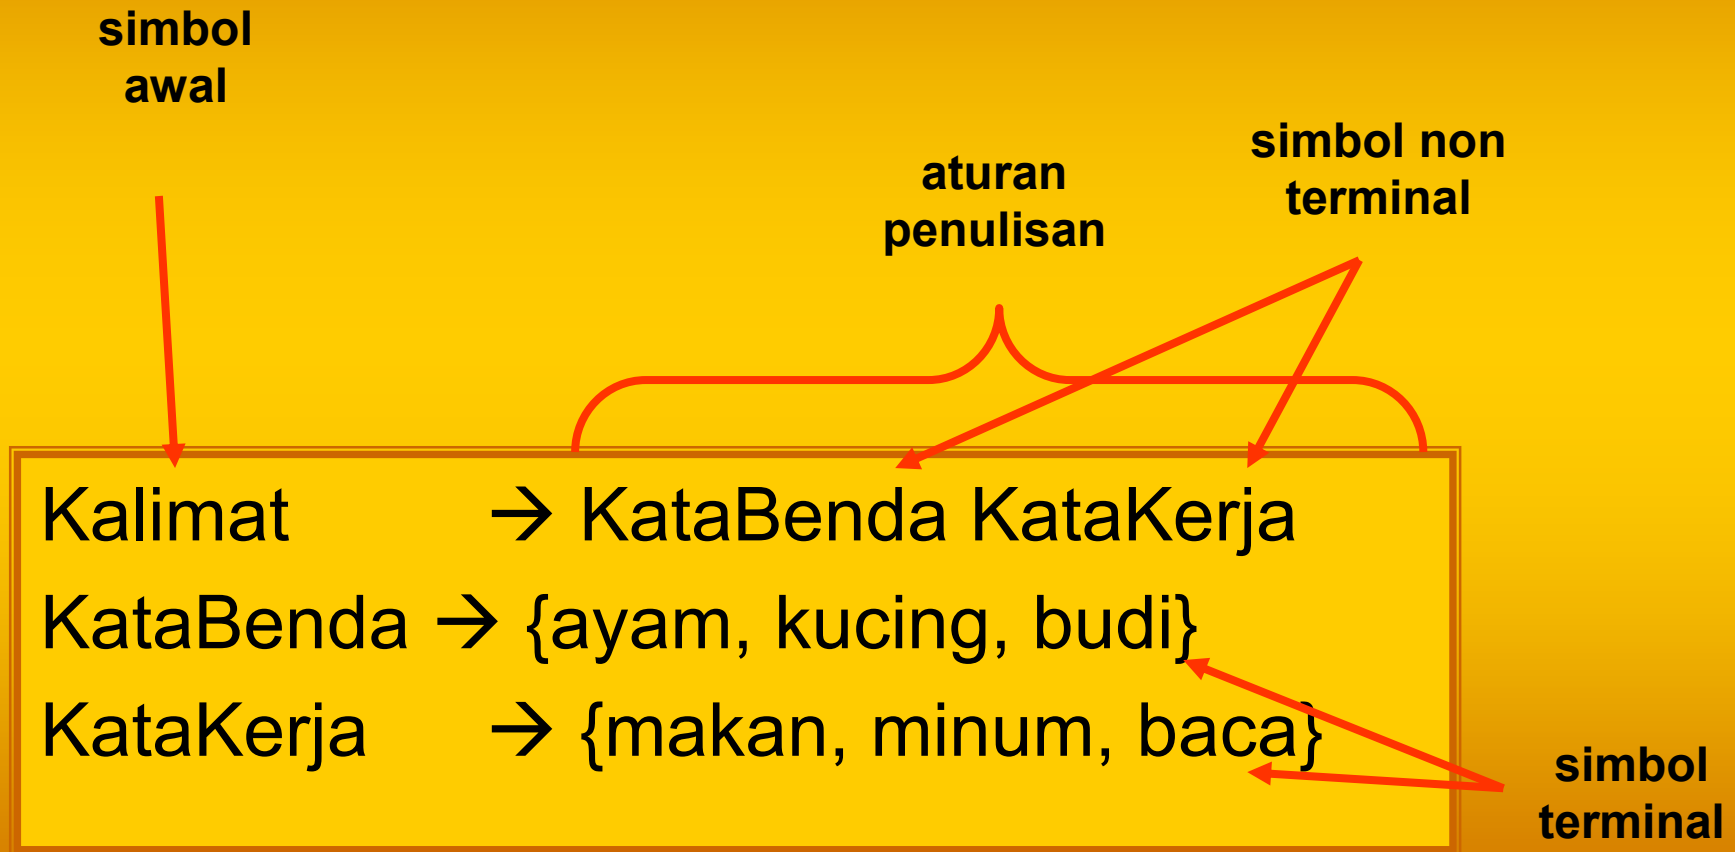 simbol
awal
aturan
penulisan
simbol non
terminal
Kalimat → KataBenda KataKerja
KataBenda → {ayam, kucing, budi}
KataKerja → {makan, minum, baca}
simbol
terminal